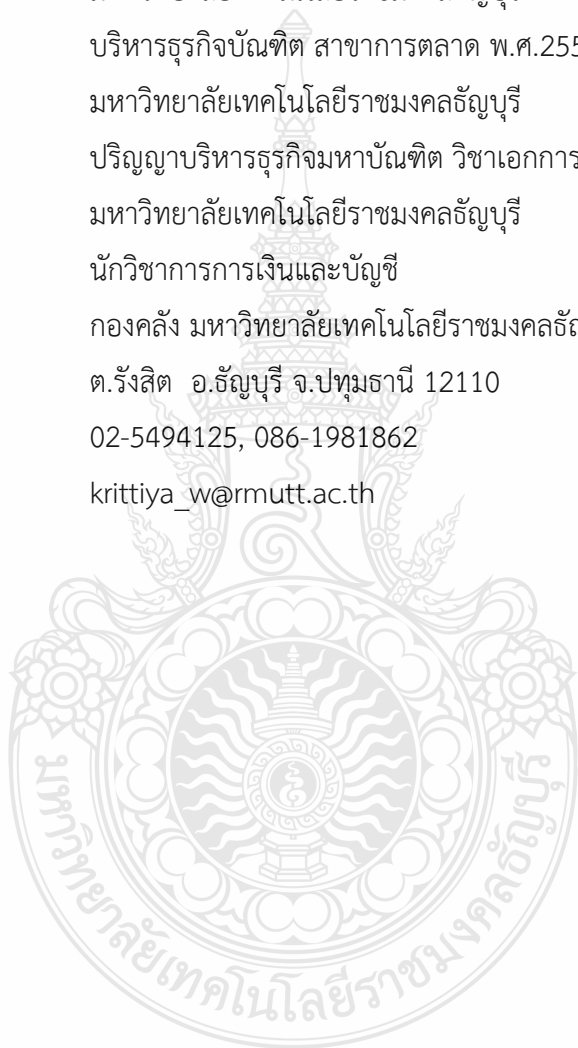 บริหารธุรกิจบัณฑิต สาขาการตลาด พ.ศ.255
มหาวิทยาลัยเทคโนโลยีราชมงคลธัญบุรี
ปริญญาบริหารธุรกิจมหาบัณฑิต วิชาเอกการ
มหาวิทยาลัยเทคโนโลยีราชมงคลธัญบุรี
นักวิชาการการเงินและบัญชี
กองคลัง มหาวิทยาลัยเทคโนโลยีราชมงคลธัญ
ต.รังสิต  อ.ธัญบุรี จ.ปทุมธานี 12110
02-5494125, 086-1981862
krittiya_w@rmutt.ac.th
มหาวิทยาลัยเทคโนโลยีราชมงคลธัญบุรี